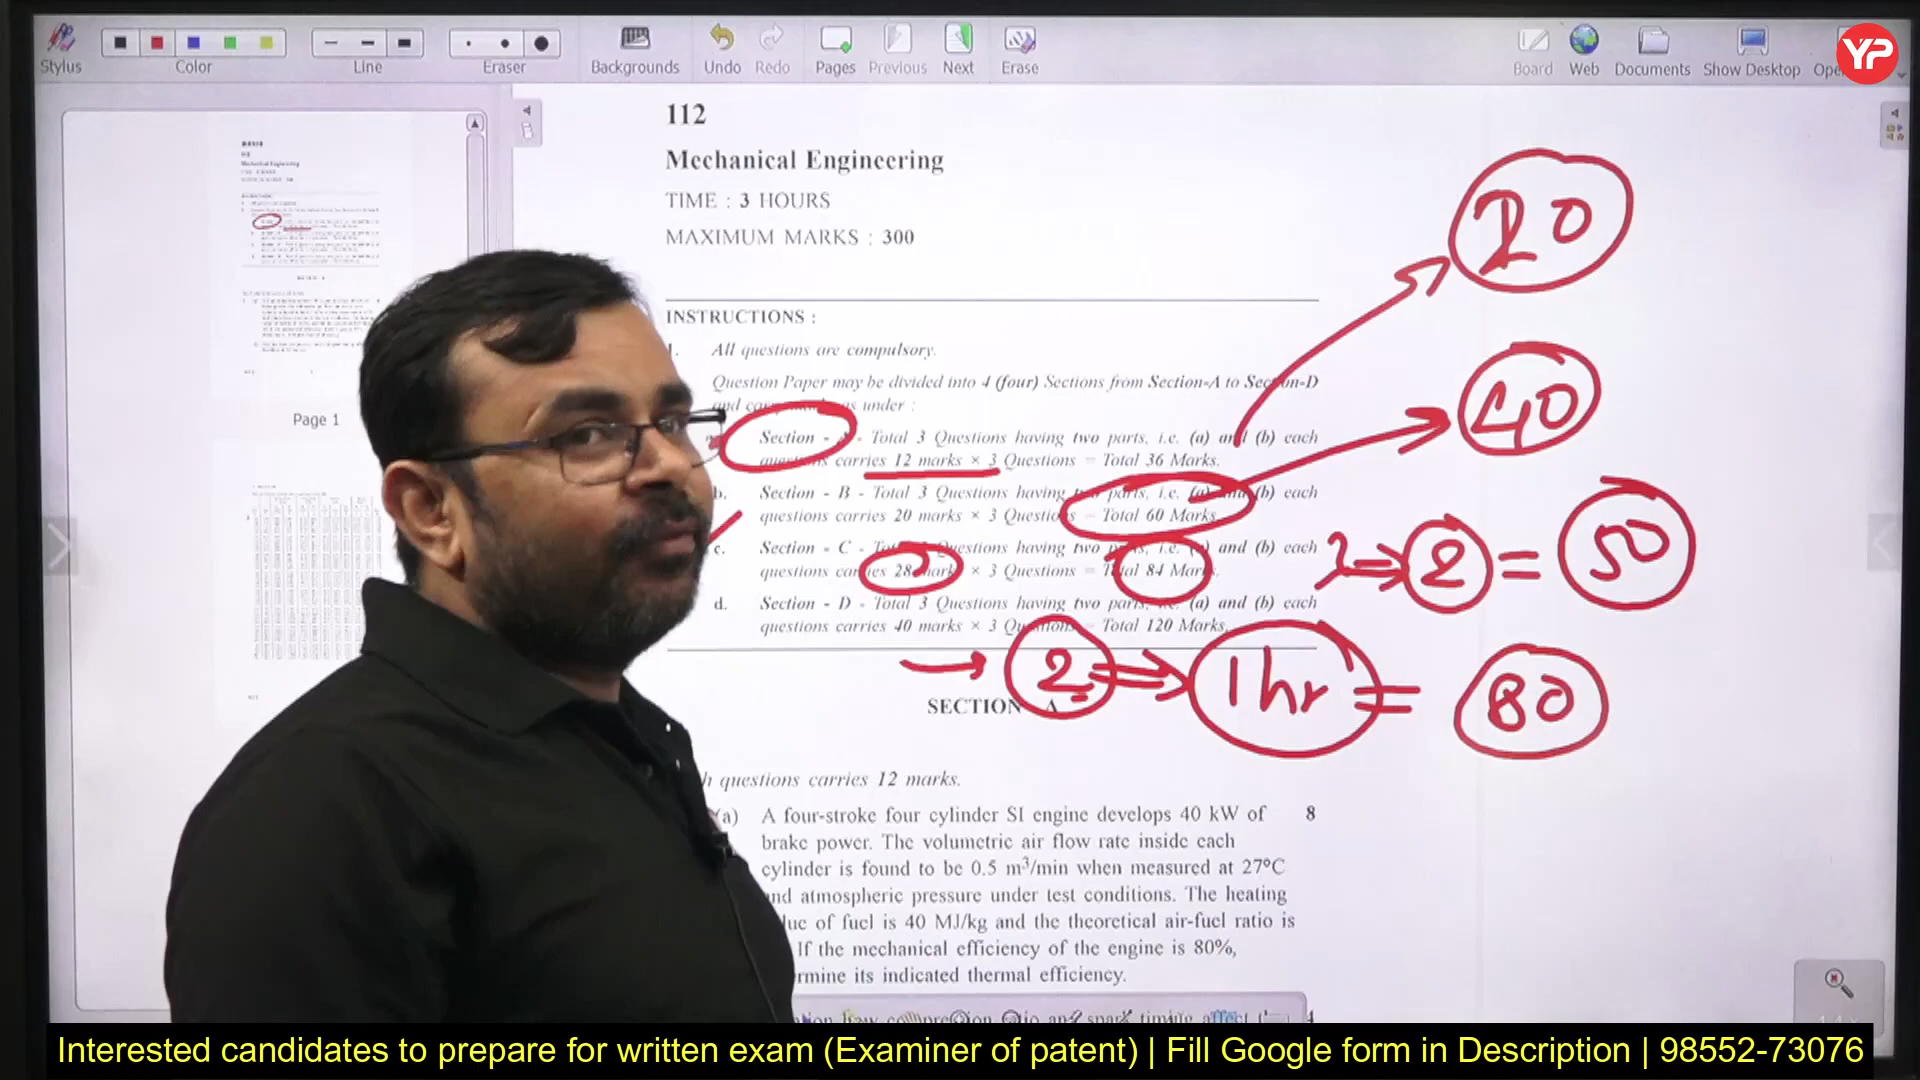 Stylus
Color
Line
Eraser
Backgrounds
Undo
Redo
Pages
Previous
Next
Erase
Board
Web
Documents
Show Desktop
YP
112
Mechanical Engineering
TIME : 3 HOURS
MAXIMUM MARKS : 300
INSTRUCTIONS :
1. All questions are compulsory.
Question Paper may be divided into 4 (four) Sections from Section-A to Section-D
and as under :
Section - A - Total 3 Questions having two parts, i.e. (a) and (b) each
questions carries 12 marks × 3 Questions = Total 36 Marks.
b. Section - B - Total 3 Questions having two parts, i.e. (a) and (b) each
questions carries 20 marks × 3 Questions = Total 60 Marks.
c. Section - C - Total 3 Questions having two parts, i.e. (a) and (b) each
questions carries 28 marks × 3 Questions = Total 84 Marks.
d. Section - D - Total 3 Questions having two parts, i.e. (a) and (b) each
questions carries 40 marks × 3 Questions = Total 120 Marks.
20
40
2 = 50
2 1 hr = 80
SECTION A
questions carries 12 marks.
(a) A four-stroke four cylinder SI engine develops 40 kW of 8
brake power. The volumetric air flow rate inside each
cylinder is found to be 0.5 m³/min when measured at 27°C
and atmospheric pressure under test conditions. The heating
of fuel is 40 MJ/kg and the theoretical air-fuel ratio is
If the mechanical efficiency of the engine is 80%,
its indicated thermal efficiency.
Page 1
Interested candidates to prepare for written exam (Examiner of patent) | Fill Google form in Description | 98552-73076